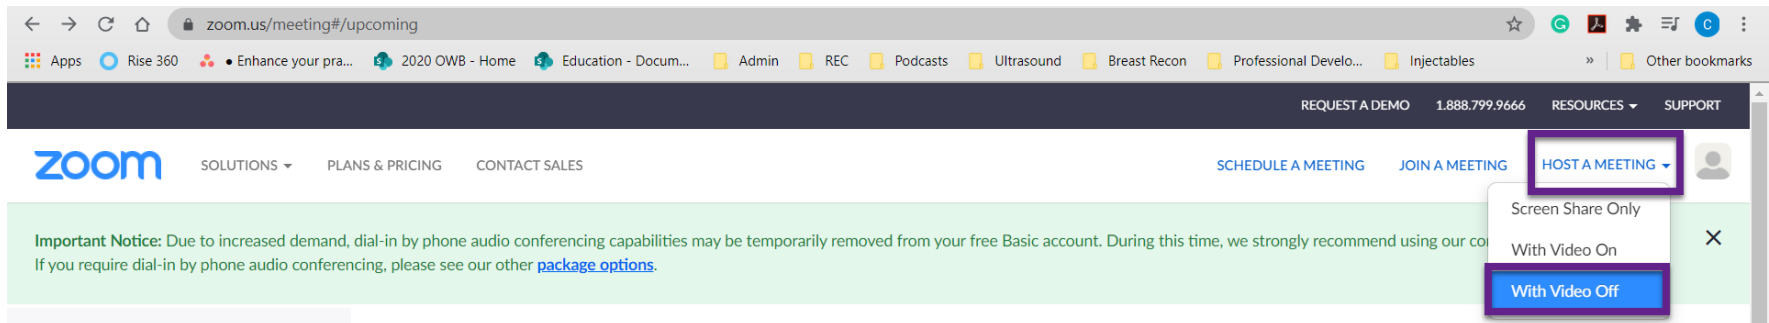 zoom.us/meeting#/upcoming
C
Apps Rise 360 • Enhance your pra... 2020 OWB - Home Education - Docum... Admin REC Podcasts Ultrasound Breast Recon Professional Develo... Injectables » Other bookmarks
REQUEST A DEMO 1.888.799.9666 RESOURCES SUPPORT
zoom SOLUTIONS PLANS & PRICING CONTACT SALES SCHEDULE A MEETING JOIN A MEETING HOST A MEETING
Screen Share Only
With Video On
With Video Off
Important Notice: Due to increased demand, dial-in by phone audio conferencing capabilities may be temporarily removed from your free Basic account. During this time, we strongly recommend using our co
If you require dial-in by phone audio conferencing, please see our other package options.